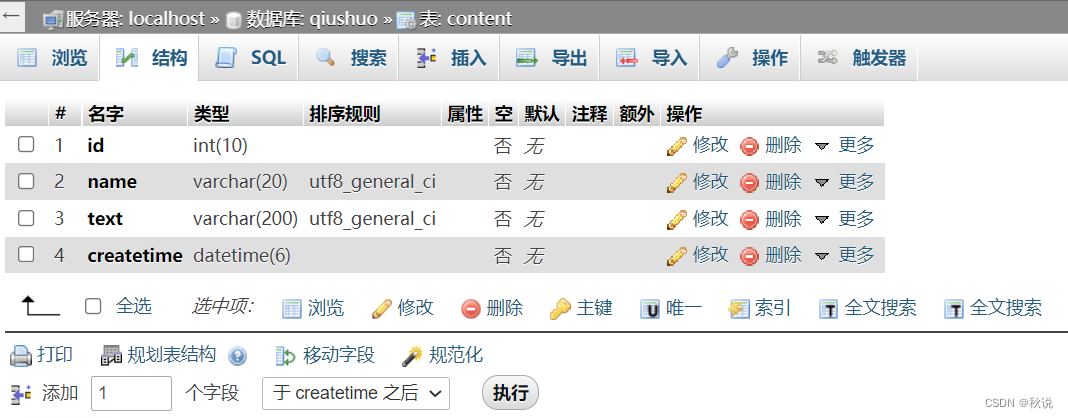 ← 服务器: localhost » 数据库: qiushuo » 表: content
浏览 结构 SQL 搜索 插入 导出 导入 操作 触发器
# 名字 类型 排序规则 属性 空 默认 注释 额外 操作
1 id int(10) 否 无 修改 删除 更多
2 name varchar(20) utf8_general_ci 否 无 修改 删除 更多
3 text varchar(200) utf8_general_ci 否 无 修改 删除 更多
4 createtime datetime(6) 否 无 修改 删除 更多
全选 选中项: 浏览 修改 删除 主键 唯一 索引 全文搜索 全文搜索
打印 规划表结构 移动字段 规范化
添加 1 个字段 于 createtime 之后 执行
CSDN @秋说